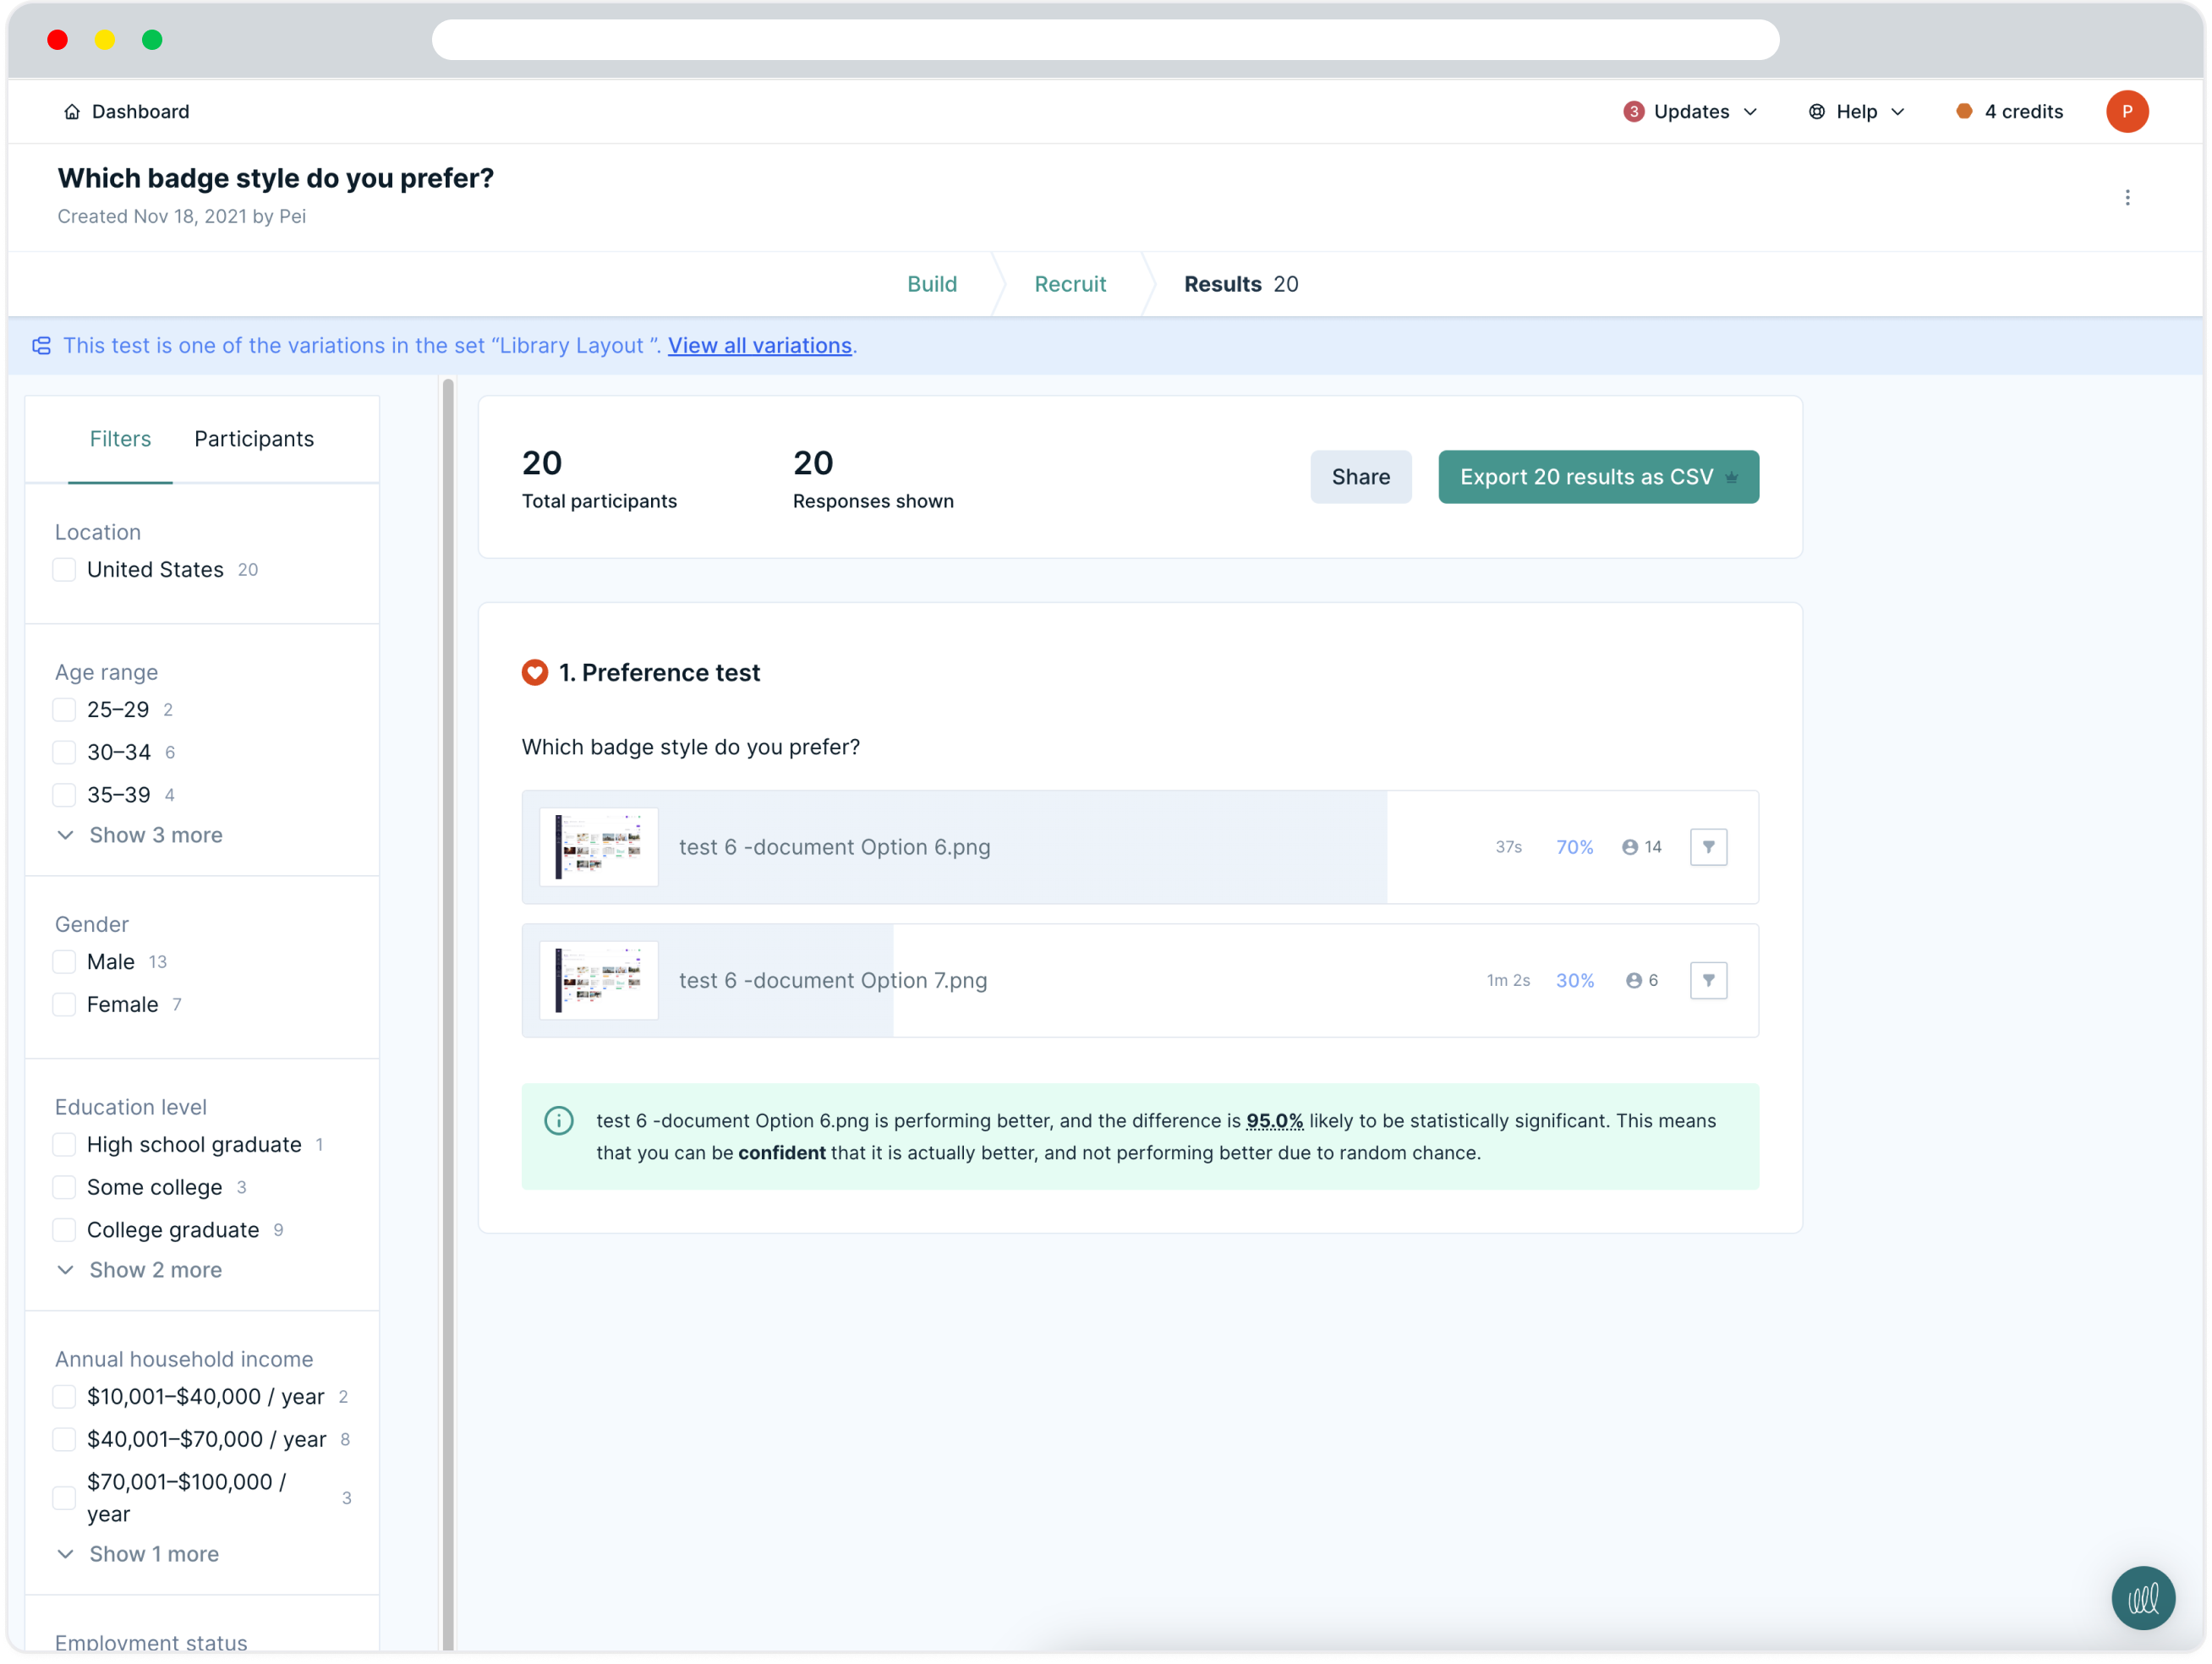 Dashboard
3 Updates
Help
4 credits
P
Which badge style do you prefer?
Created Nov 18, 2021 by Pei
Build
Recruit
Results 20
This test is one of the variations in the set “Library Layout ”. View all variations.
Filters
Participants
Location
United States 20
Age range
25–29 2
30–34 6
35–39 4
Show 3 more
Gender
Male 13
Female 7
Education level
High school graduate 1
Some college 3
College graduate 9
Show 2 more
Annual household income
$10,001–$40,000 / year 2
$40,001–$70,000 / year 8
$70,001–$100,000 /
year 3
Show 1 more
Employment status
20
Total participants
20
Responses shown
Share
Export 20 results as CSV
1. Preference test
Which badge style do you prefer?
test 6 -document Option 6.png 37s 70% 14
test 6 -document Option 7.png 1m 2s 30% 6
test 6 -document Option 6.png is performing better, and the difference is 95.0% likely to be statistically significant. This means
that you can be confident that it is actually better, and not performing better due to random chance.